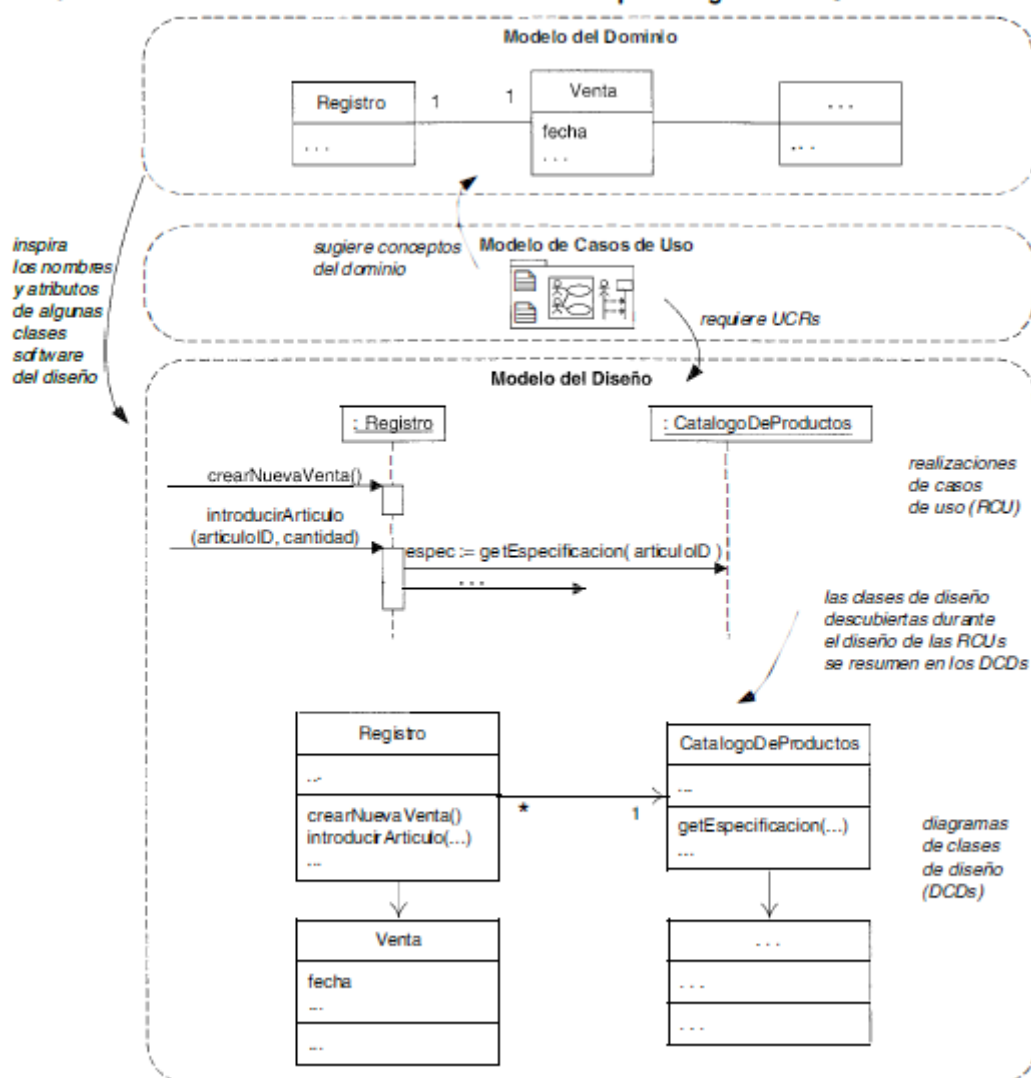 Modelo del Dominio
Registro
. . .
1
1
Venta
fecha
. . .
. . .
. . .
inspira
los nombres
y atributos
de algunas
clases
software
del diseño
sugiere conceptos
del dominio
Modelo de Casos de Uso
requiere UCRs
Modelo del Diseño
: Registro
: CatalogoDeProductos
crearNuevaVenta()
introducirArticulo
(articuloID, cantidad)
espec := getEspecificacion( articuloID )
. . .
realizaciones
de casos
de uso (RCU)
las clases de diseño
descubiertas durante
el diseño de las RCUs
se resumen en los DCDs
Registro
...
crearNuevaVenta()
introducirArticulo(...)
...
*
1
CatalogoDeProductos
...
getEspecificacion(...)
...
diagramas
de clases
de diseño
(DCDs)
Venta
fecha
...
...
. . .
. . .
. . .